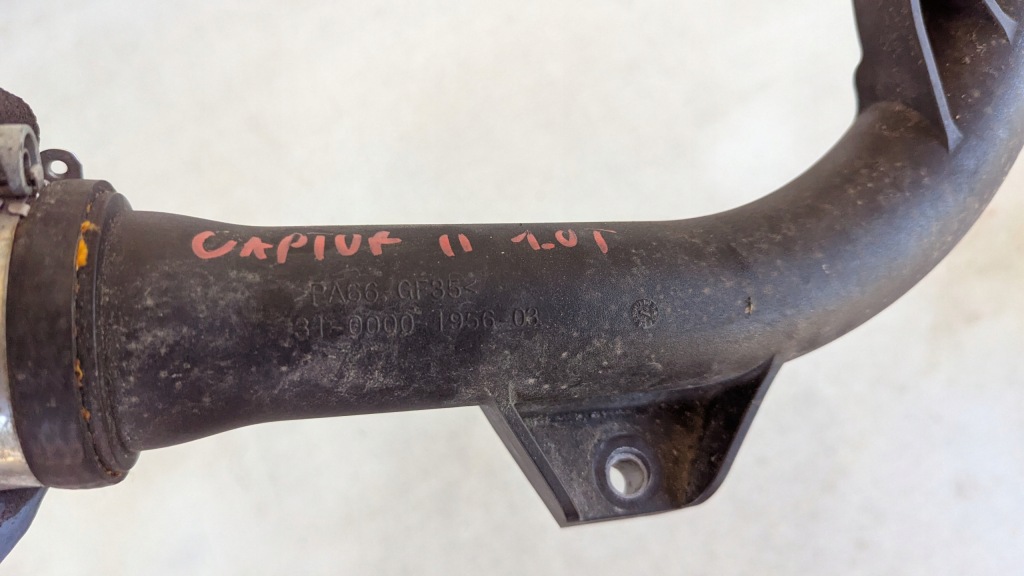 CAPTUR II 1.0T
>PA66 GF35<
31-0000-1956-03